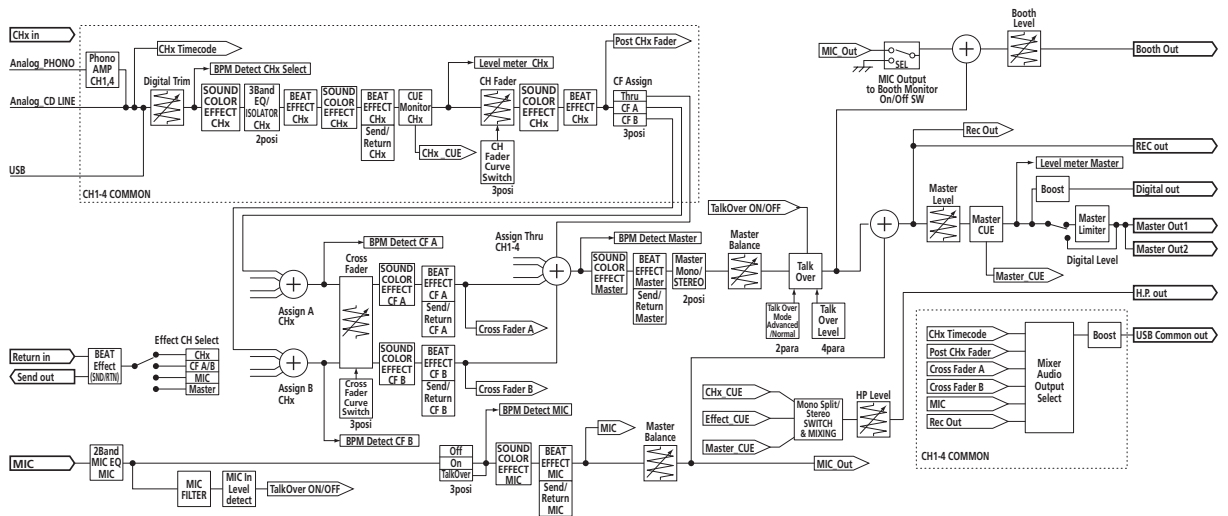 CHx in
Analog_PHONO
Phono
AMP
CH1,4
CHx Timecode
Analog_CD LINE
USB
Digital Trim
BPM Detect CHx Select
SOUND
COLOR
EFFECT
CHx
3Band
EQ/
ISOLATOR
CHx
2posi
BEAT
EFFECT
CHx
SOUND
COLOR
EFFECT
CHx
BEAT
EFFECT
CHx
Send/
Return
CHx
CUE
Monitor
CHx
CHx_CUE
Level meter_CHx
CH Fader
CH
Fader
Curve
Switch
3posi
SOUND
COLOR
EFFECT
CHx
BEAT
EFFECT
CHx
Post CHx Fader
CF Assign
Thru
CF A
CF B
3posi
CH1-4 COMMON
MIC_Out
SEL
MIC Output
to Booth Monitor
On/Off SW
Booth
Level
Booth Out
Rec Out
REC out
Level meter Master
Boost
Digital out
Master
Level
Master
CUE
Master
Limiter
Master Out1
Master Out2
Digital Level
Master_CUE
H.P. out
BPM Detect CF A
Cross
Fader
Assign A
CHx
SOUND
COLOR
EFFECT
CF A
BEAT
EFFECT
CF A
Send/
Return
CF A
Cross Fader A
Assign Thru
CH1-4
BPM Detect Master
SOUND
COLOR
EFFECT
Master
BEAT
EFFECT
Master
Send/
Return
Master
Master
Mono/
STEREO
2posi
Master
Balance
TalkOver ON/OFF
Talk
Over
Talk Over
Mode
Advanced
/Normal
2para
Talk
Over
Level
4para
Effect CH Select
Return in
Send out
BEAT
Effect
(SND/RTN)
CHx
CF A/B
MIC
Master
Assign B
CHx
Cross
Fader
Curve
Switch
3posi
SOUND
COLOR
EFFECT
CF B
BEAT
EFFECT
CF B
Send/
Return
CF B
Cross Fader B
BPM Detect CF B
BPM Detect MIC
MIC
2Band
MIC EQ
MIC
MIC
FILTER
MIC In
Level
detect
TalkOver ON/OFF
Off
On
TalkOver
3posi
SOUND
COLOR
EFFECT
MIC
BEAT
EFFECT
MIC
Send/
Return
MIC
MIC
Master
Balance
MIC_Out
CHx_CUE
Effect_CUE
Master_CUE
Mono Split/
Stereo
SWITCH
& MIXING
HP Level
CHx Timecode
Post CHx Fader
Cross Fader A
Cross Fader B
MIC
Rec Out
Mixer
Audio
Output
Select
Boost
USB Common out
CH1-4 COMMON